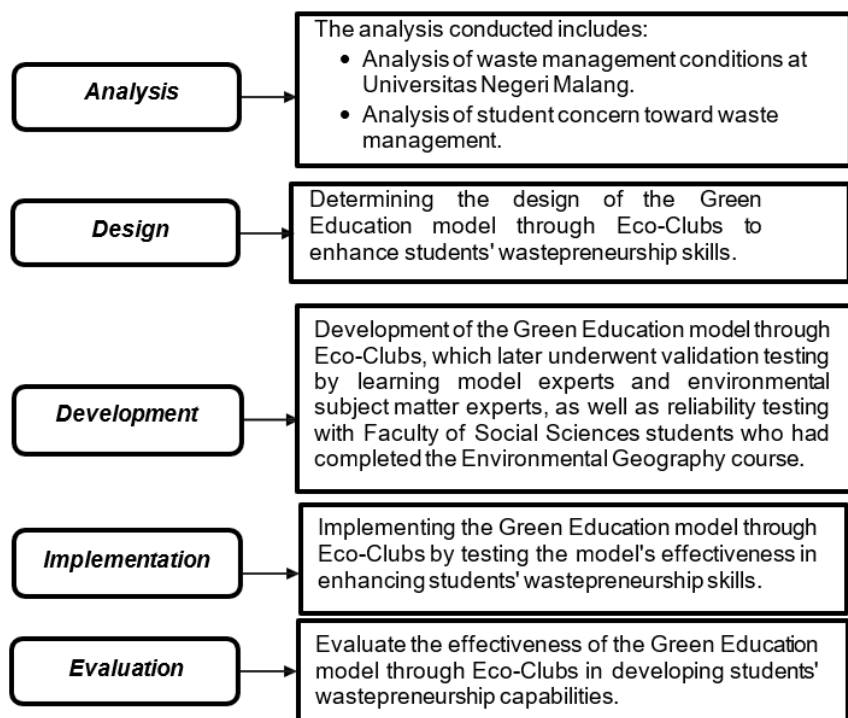 Analysis
The analysis conducted includes:
• Analysis of waste management conditions at
Universitas Negeri Malang.
• Analysis of student concern toward waste
management.
Design
Determining the design of the Green
Education model through Eco-Clubs to
enhance students' wastepreneurship skills.
Development
Development of the Green Education model through
Eco-Clubs, which later underwent validation testing
by learning model experts and environmental
subject matter experts, as well as reliability testing
with Faculty of Social Sciences students who had
completed the Environmental Geography course.
Implementation
Implementing the Green Education model through
Eco-Clubs by testing the model's effectiveness in
enhancing students' wastepreneurship skills.
Evaluation
Evaluate the effectiveness of the Green Education
model through Eco-Clubs in developing students'
wastepreneurship capabilities.